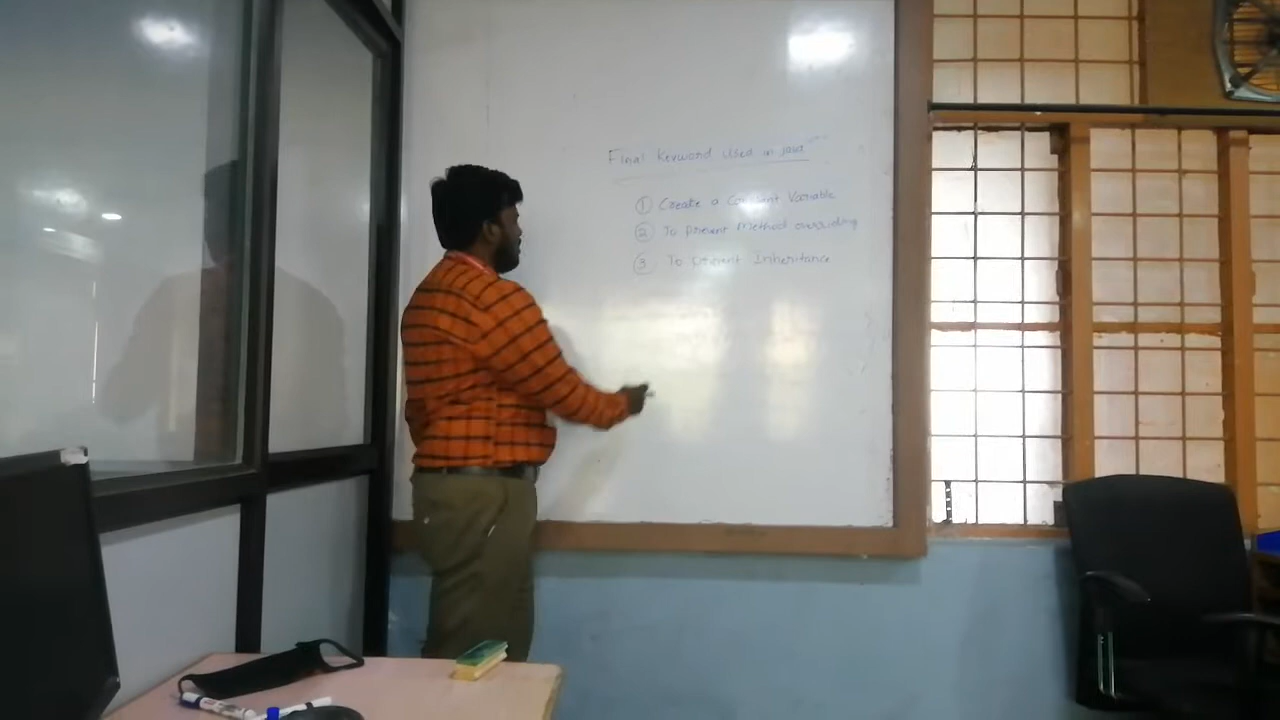 Final Keyword Used in Java
① Create a Constant Variable
② To prevent Method overriding
③ To prevent Inheritance